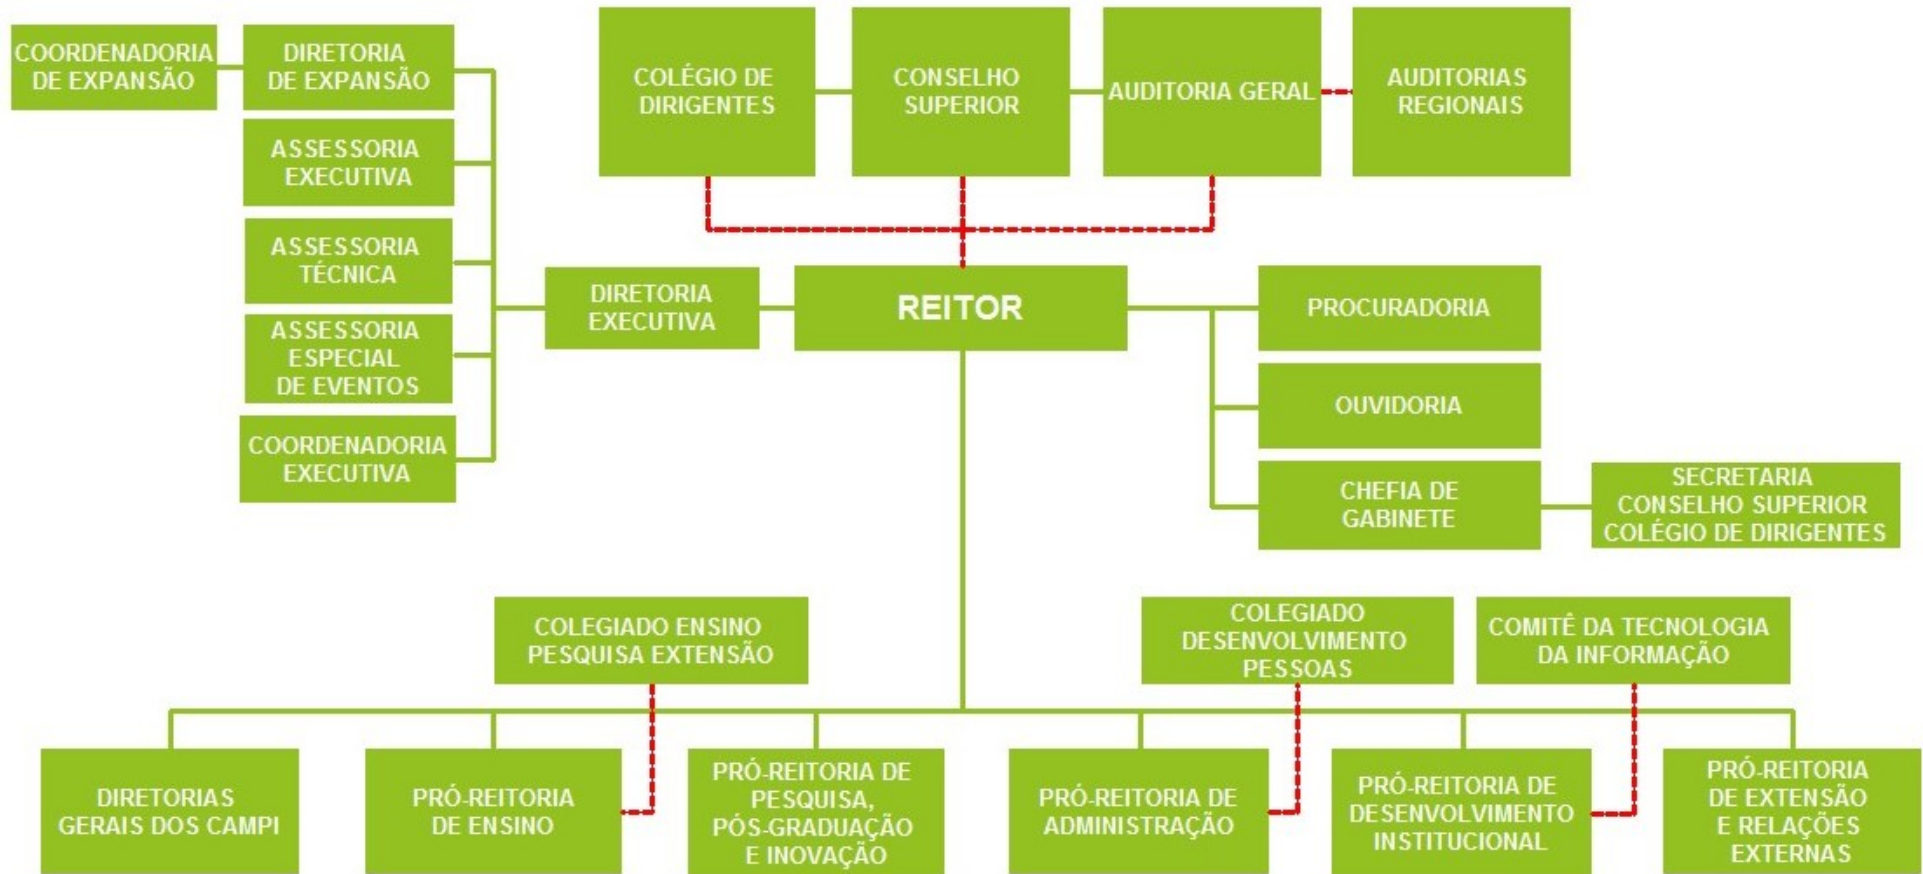 COORDENADORIA
DE EXPANSÃO
DIRETORIA
DE EXPANSÃO
ASSESSORIA
EXECUTIVA
ASSESSORIA
TÉCNICA
ASSESSORIA
ESPECIAL
DE EVENTOS
COORDENADORIA
EXECUTIVA
COLÉGIO DE
DIRIGENTES
CONSELHO
SUPERIOR
AUDITORIA GERAL
AUDITORIAS
REGIONAIS
DIRETORIA
EXECUTIVA
REITOR
PROCURADORIA
OUVIDORIA
CHEFIA DE
GABINETE
SECRETARIA
CONSELHO SUPERIOR
COLÉGIO DE DIRIGENTES
COLEGIADO ENSINO
PESQUISA EXTENSÃO
COLEGIADO
DESENVOLVIMENTO
PESSOAS
COMITÊ DA TECNOLOGIA
DA INFORMAÇÃO
DIRETORIAS
GERAIS DOS CAMPI
PRÓ-REITORIA
DE ENSINO
PRÓ-REITORIA DE
PESQUISA,
PÓS-GRADUAÇÃO
E INOVAÇÃO
PRÓ-REITORIA DE
ADMINISTRAÇÃO
PRÓ-REITORIA DE
DESENVOLVIMENTO
INSTITUCIONAL
PRÓ-REITORIA
DE EXTENSÃO
E RELAÇÕES
EXTERNAS